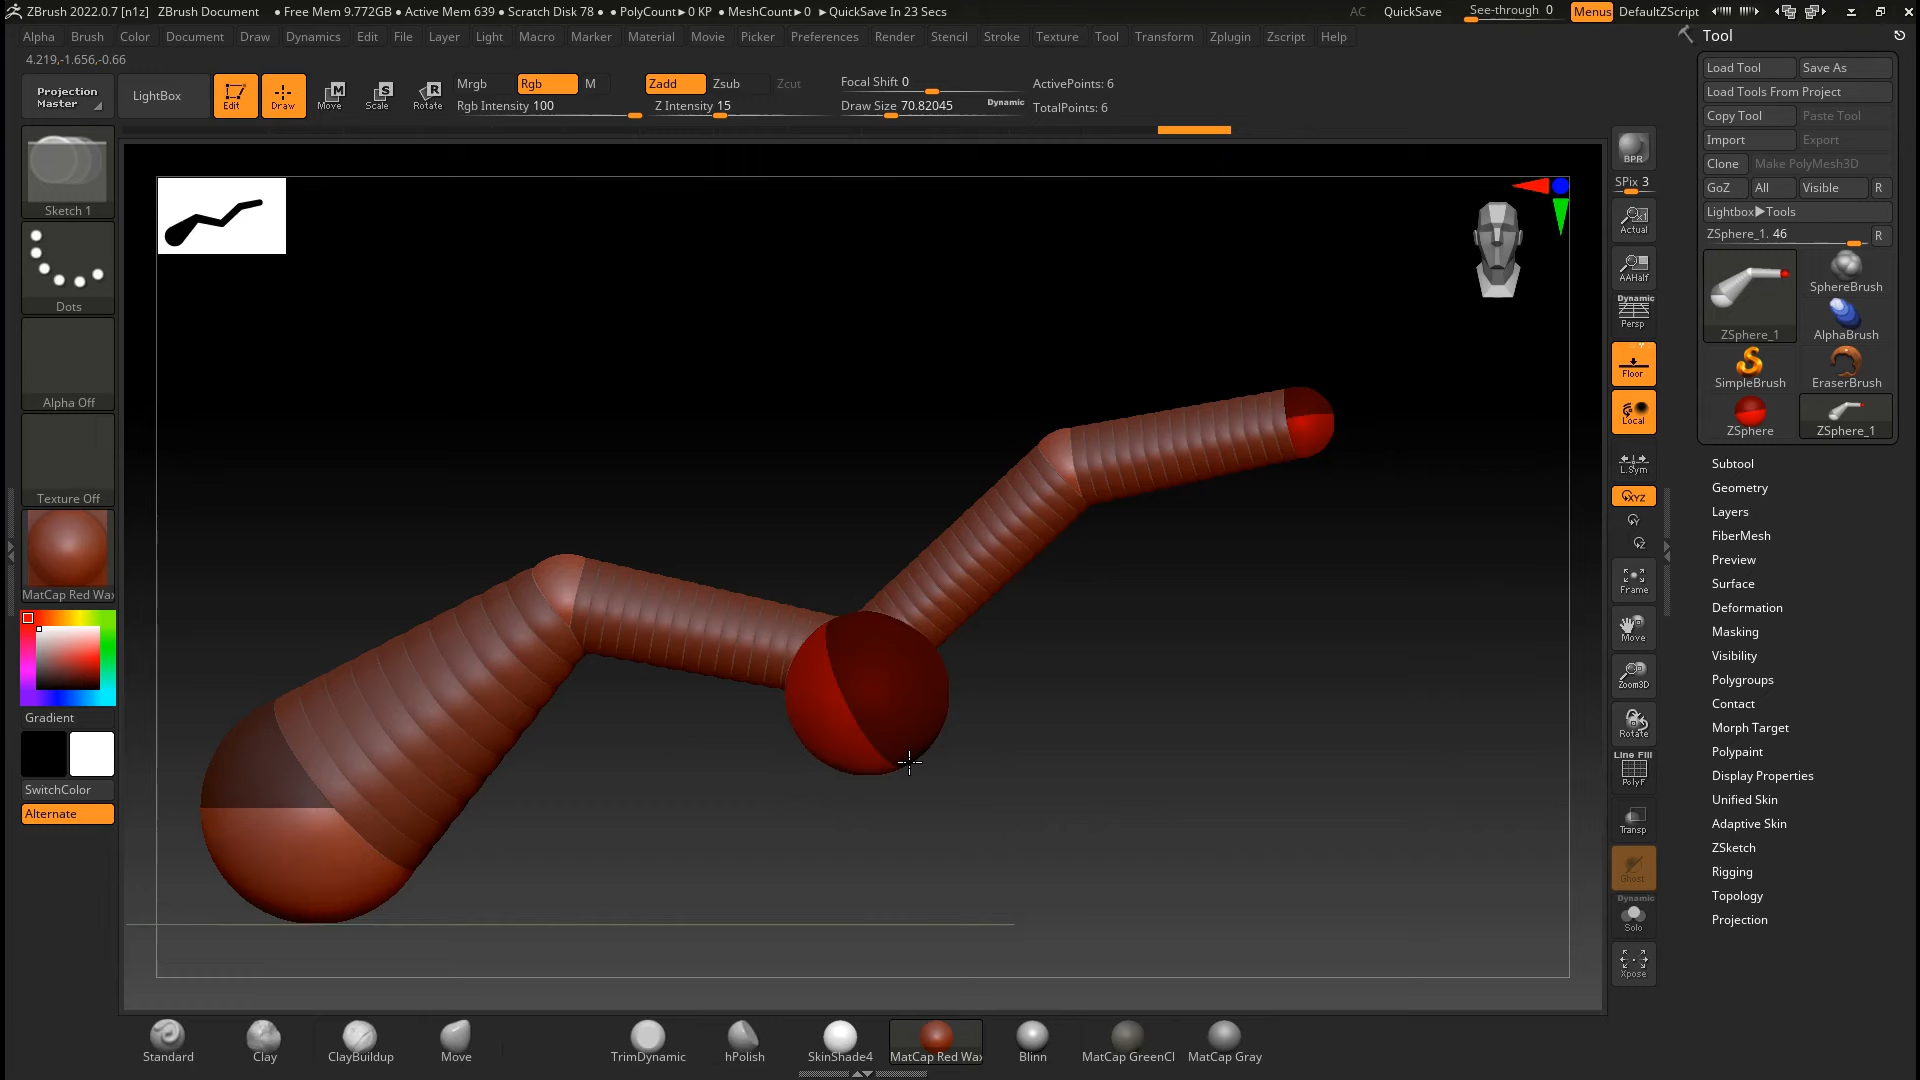 ZBrush 2022.0.7 [n1z] ZBrush Document • Free Mem 9.772GB • Active Mem 639 • Scratch Disk 78 • • PolyCount►0 KP • MeshCount►0 ►QuickSave In 23 Secs AC QuickSave See-through 0 Menus DefaultZScript
Alpha Brush Color Document Draw Dynamics Edit File Layer Light Macro Marker Material Movie Picker Preferences Render Stencil Stroke Texture Tool Transform Zplugin Zscript Help
4.219,-1.656,-0.66
Projection Master
LightBox
Edit
Draw
Move
Scale
Rotate
Mrgb Rgb M
Rgb Intensity 100
Zadd Zsub Zcut
Z Intensity 15
Focal Shift 0
Draw Size 70.82045 Dynamic
ActivePoints: 6
TotalPoints: 6
Sketch 1
Dots
Alpha Off
Texture Off
MatCap Red Wax
Gradient
SwitchColor
Alternate
BPR
SPix 3
Actual
AAHalf
Dynamic
Persp
Floor
Local
L.Sym
XYZ
Y
Z
Frame
Move
Zoom3D
Rotate
Line Fill
PolyF
Transp
Ghost
Dynamic
Solo
Xpose
Tool
Load Tool Save As
Load Tools From Project
Copy Tool Paste Tool
Import Export
Clone Make PolyMesh3D
GoZ All Visible R
Lightbox►Tools
ZSphere_1. 46 R
ZSphere_1
SphereBrush
AlphaBrush
SimpleBrush
EraserBrush
ZSphere
ZSphere_1
Subtool
Geometry
Layers
FiberMesh
Preview
Surface
Deformation
Masking
Visibility
Polygroups
Contact
Morph Target
Polypaint
Display Properties
Unified Skin
Adaptive Skin
ZSketch
Rigging
Topology
Projection
Standard Clay ClayBuildup Move TrimDynamic hPolish SkinShade4 MatCap Red Wax Blinn MatCap GreenCl MatCap Gray